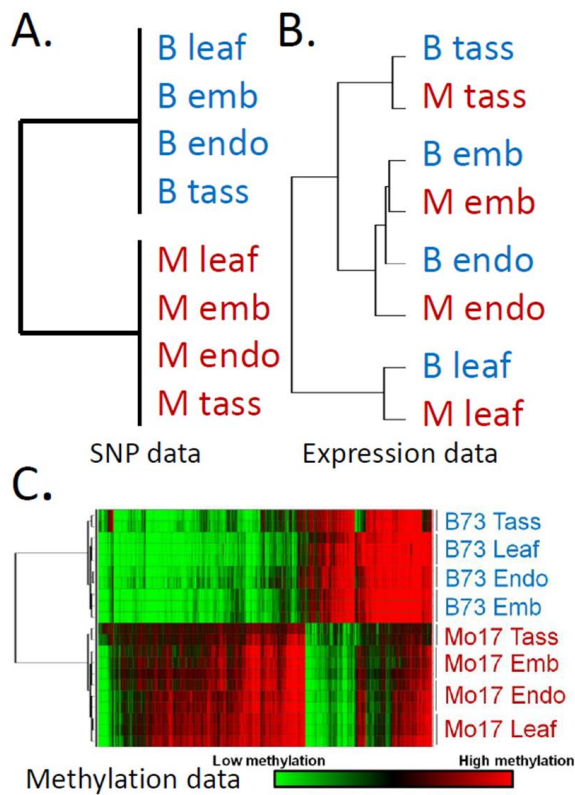 A.
B leaf
B emb
B endo
B tass
M leaf
M emb
M endo
M tass
SNP data
B.
B tass
M tass
B emb
M emb
B endo
M endo
B leaf
M leaf
Expression data
C.
B73 Tass
B73 Leaf
B73 Endo
B73 Emb
Mo17 Tass
Mo17 Emb
Mo17 Endo
Mo17 Leaf
Low methylation
High methylation
Methylation data